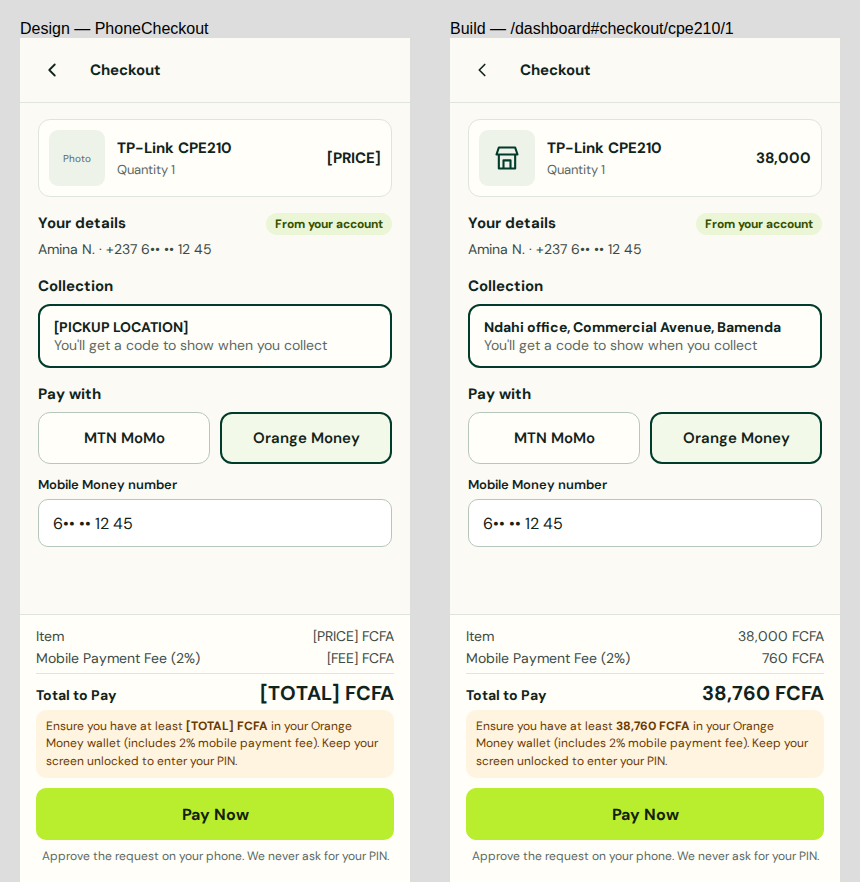 Design — PhoneCheckout
Checkout
Photo
TP-Link CPE210
Quantity 1
[PRICE]
Your details
From your account
Amina N. · +237 6•• •• 12 45
Collection
[PICKUP LOCATION]
You'll get a code to show when you collect
Pay with
MTN MoMo
Orange Money
Mobile Money number
6•• •• 12 45
Item
[PRICE] FCFA
Mobile Payment Fee (2%)
[FEE] FCFA
Total to Pay
[TOTAL] FCFA
Ensure you have at least [TOTAL] FCFA in your Orange
Money wallet (includes 2% mobile payment fee). Keep your
screen unlocked to enter your PIN.
Pay Now
Approve the request on your phone. We never ask for your PIN.
Build — /dashboard#checkout/cpe210/1
Checkout
TP-Link CPE210
Quantity 1
38,000
Your details
From your account
Amina N. · +237 6•• •• 12 45
Collection
Ndahi office, Commercial Avenue, Bamenda
You'll get a code to show when you collect
Pay with
MTN MoMo
Orange Money
Mobile Money number
6•• •• 12 45
Item
38,000 FCFA
Mobile Payment Fee (2%)
760 FCFA
Total to Pay
38,760 FCFA
Ensure you have at least 38,760 FCFA in your Orange
Money wallet (includes 2% mobile payment fee). Keep your
screen unlocked to enter your PIN.
Pay Now
Approve the request on your phone. We never ask for your PIN.